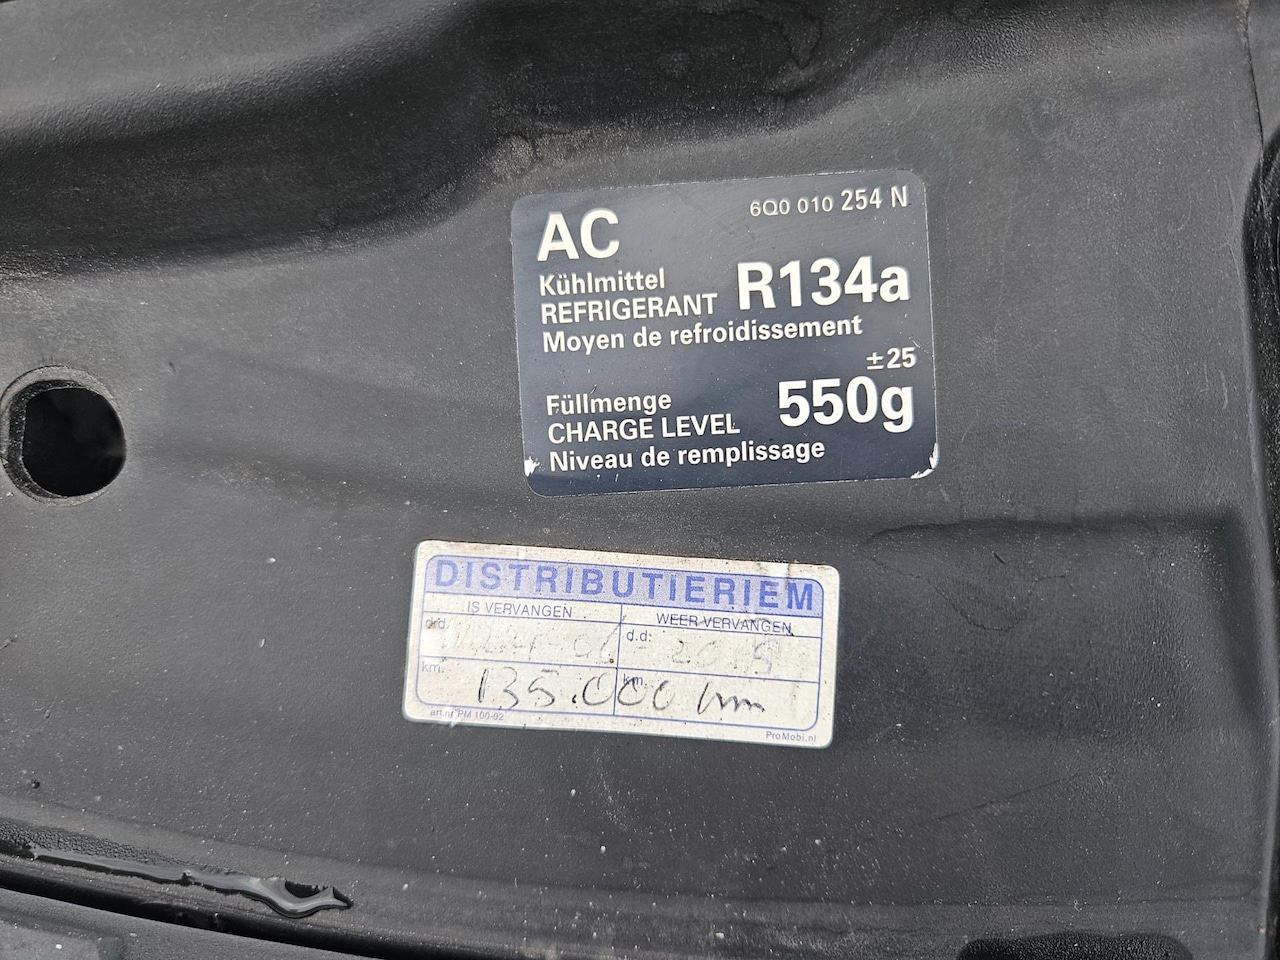 6Q0 010 254 N
AC
Kühlmittel
REFRIGERANT R134a
Moyen de refroidissement
±25
Füllmenge
CHARGE LEVEL 550g
Niveau de remplissage
DISTRIBUTIERIEM
IS VERVANGEN WEER VERVANGEN
d.d:
km. km.
135.000 km
art.nr PM 100-92 ProMobi.nl